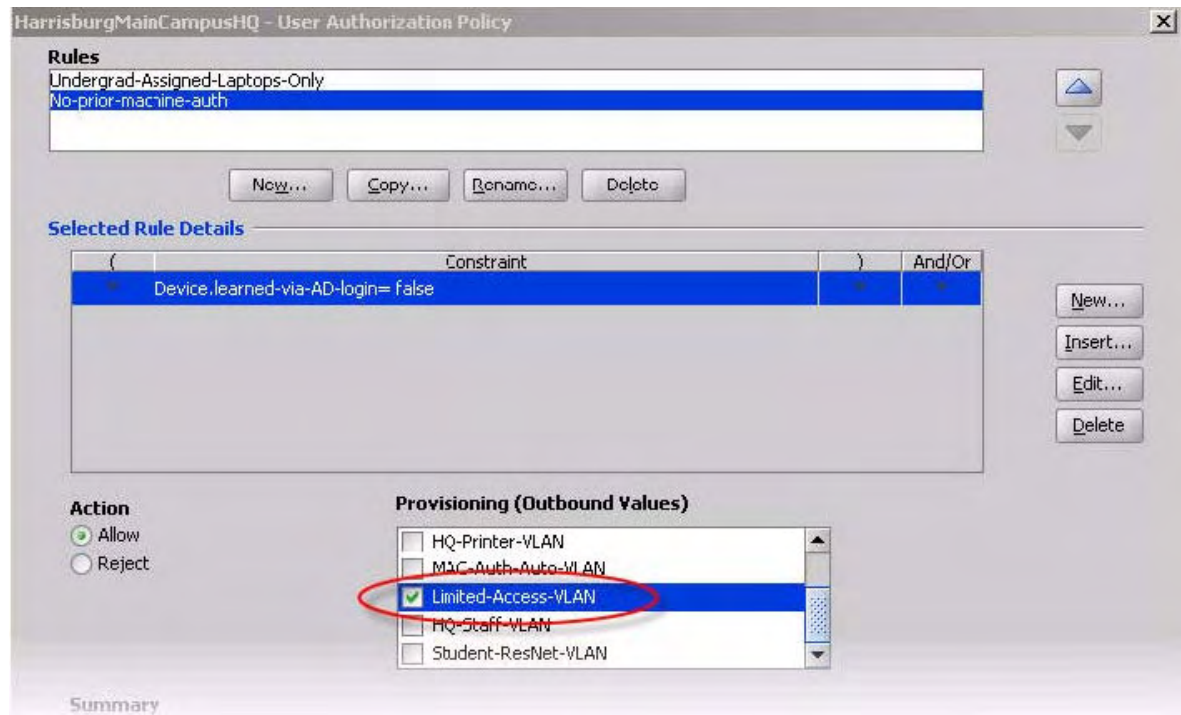 HarrisburgMainCampusHQ - User Authorization Policy
Rules
Undergrad-Assigned-Laptops-Only
No-prior-machine-auth
New...
Copy...
Rename...
Delete
Selected Rule Details
( Constraint ) And/Or
Device.learned-via-AD-login= false
New...
Insert...
Edit...
Delete
Action
Allow
Reject
Provisioning (Outbound Values)
HQ-Printer-VLAN
MAC-Auth-Auto-VLAN
Limited-Access-VLAN
HQ-Staff-VLAN
Student-ResNet-VLAN
Summary